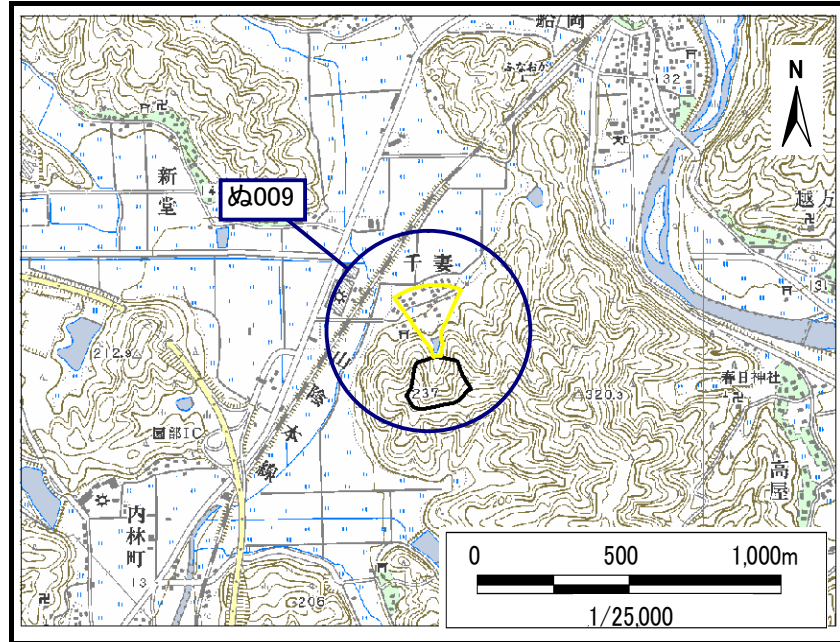 船岡
ふなおか
132
N
新堂
14
越方
ぬ009
千妻
131
212.9
山陰本線
237
320.3
春日神社
園部IC
高屋
内林町
13
206
0 500 1,000m
1/25,000